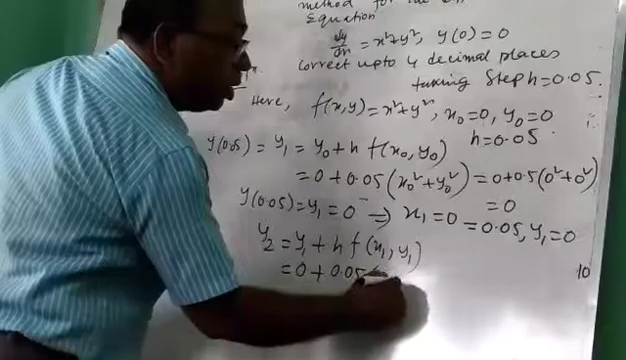 method for the
Equation
dy/dx = x²+y², y(0) = 0
correct upto 4 decimal places
taking Step h = 0.05.
Here, f(x,y) = x²+y², x₀=0, y₀=0
h=0.05
y(0.05) = y₁ = y₀ + h f(x₀, y₀)
= 0 + 0.05 (x₀²+y₀²) = 0+0.5(0²+0²)
= 0
y(0.05) = y₁ = 0 ⇒ x₁=0
= 0.05, y₁=0
y₂ = y₁ + h f(x₁, y₁)
= 0 + 0.05
10